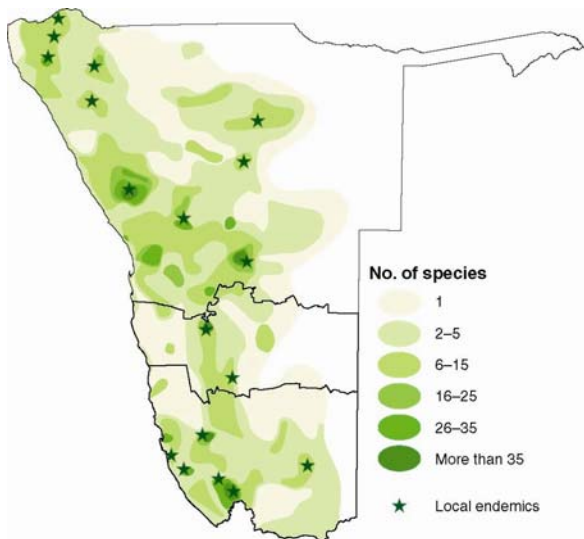 No. of species
1
2–5
6–15
16–25
26–35
More than 35
Local endemics